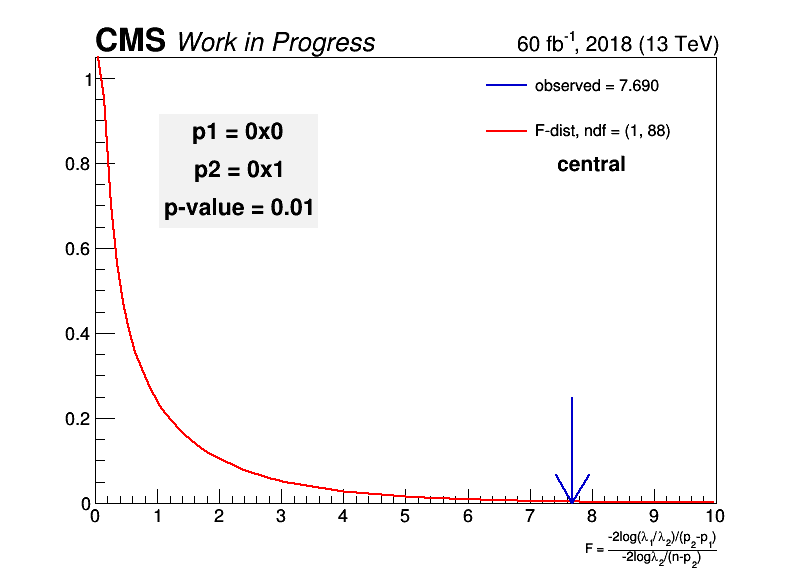 CMS Work in Progress 60 fb⁻¹, 2018 (13 TeV)
observed = 7.690
F-dist, ndf = (1, 88)
central
p1 = 0x0
p2 = 0x1
p-value = 0.01
1
0.8
0.6
0.4
0.2
0
0 1 2 3 4 5 6 7 8 9 10
F = -2log(λ₁/λ₂)/(p₂-p₁)
-2logλ₂/(n-p₂)